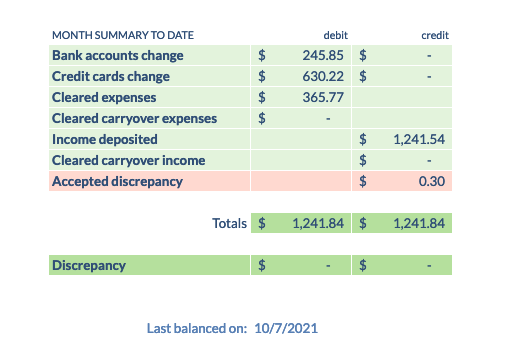 MONTH SUMMARY TO DATE debit credit
Bank accounts change $ 245.85 $ -
Credit cards change $ 630.22 $ -
Cleared expenses $ 365.77
Cleared carryover expenses $ -
Income deposited $ 1,241.54
Cleared carryover income $ -
Accepted discrepancy $ 0.30
Totals $ 1,241.84 $ 1,241.84
Discrepancy $ - $ -
Last balanced on: 10/7/2021